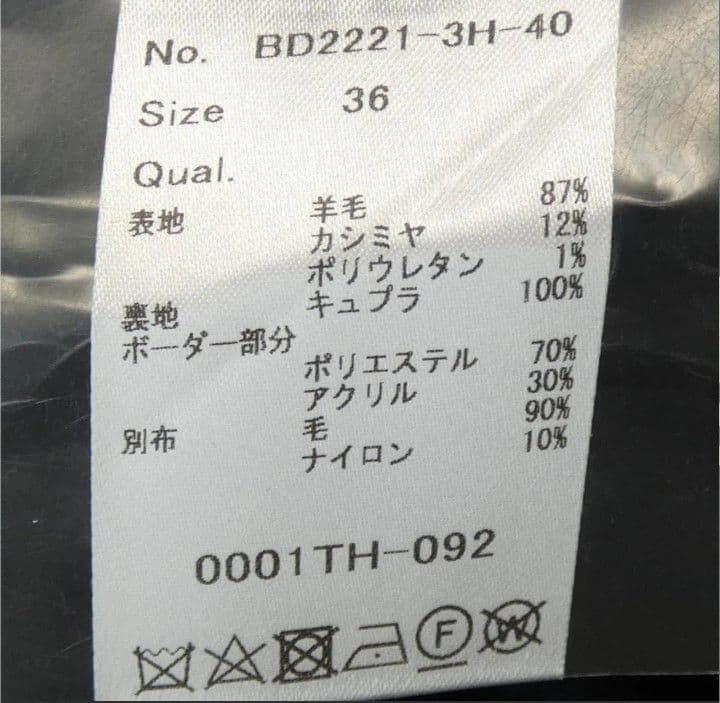 No. BD2221-3H-40
Size 36
Qual.
表地 羊毛 87%
カシミヤ 12%
ポリウレタン 1%
裏地 キュプラ 100%
ボーダー部分
ポリエステル 70%
アクリル 30%
別布 毛 90%
ナイロン 10%
0001TH-092
F W